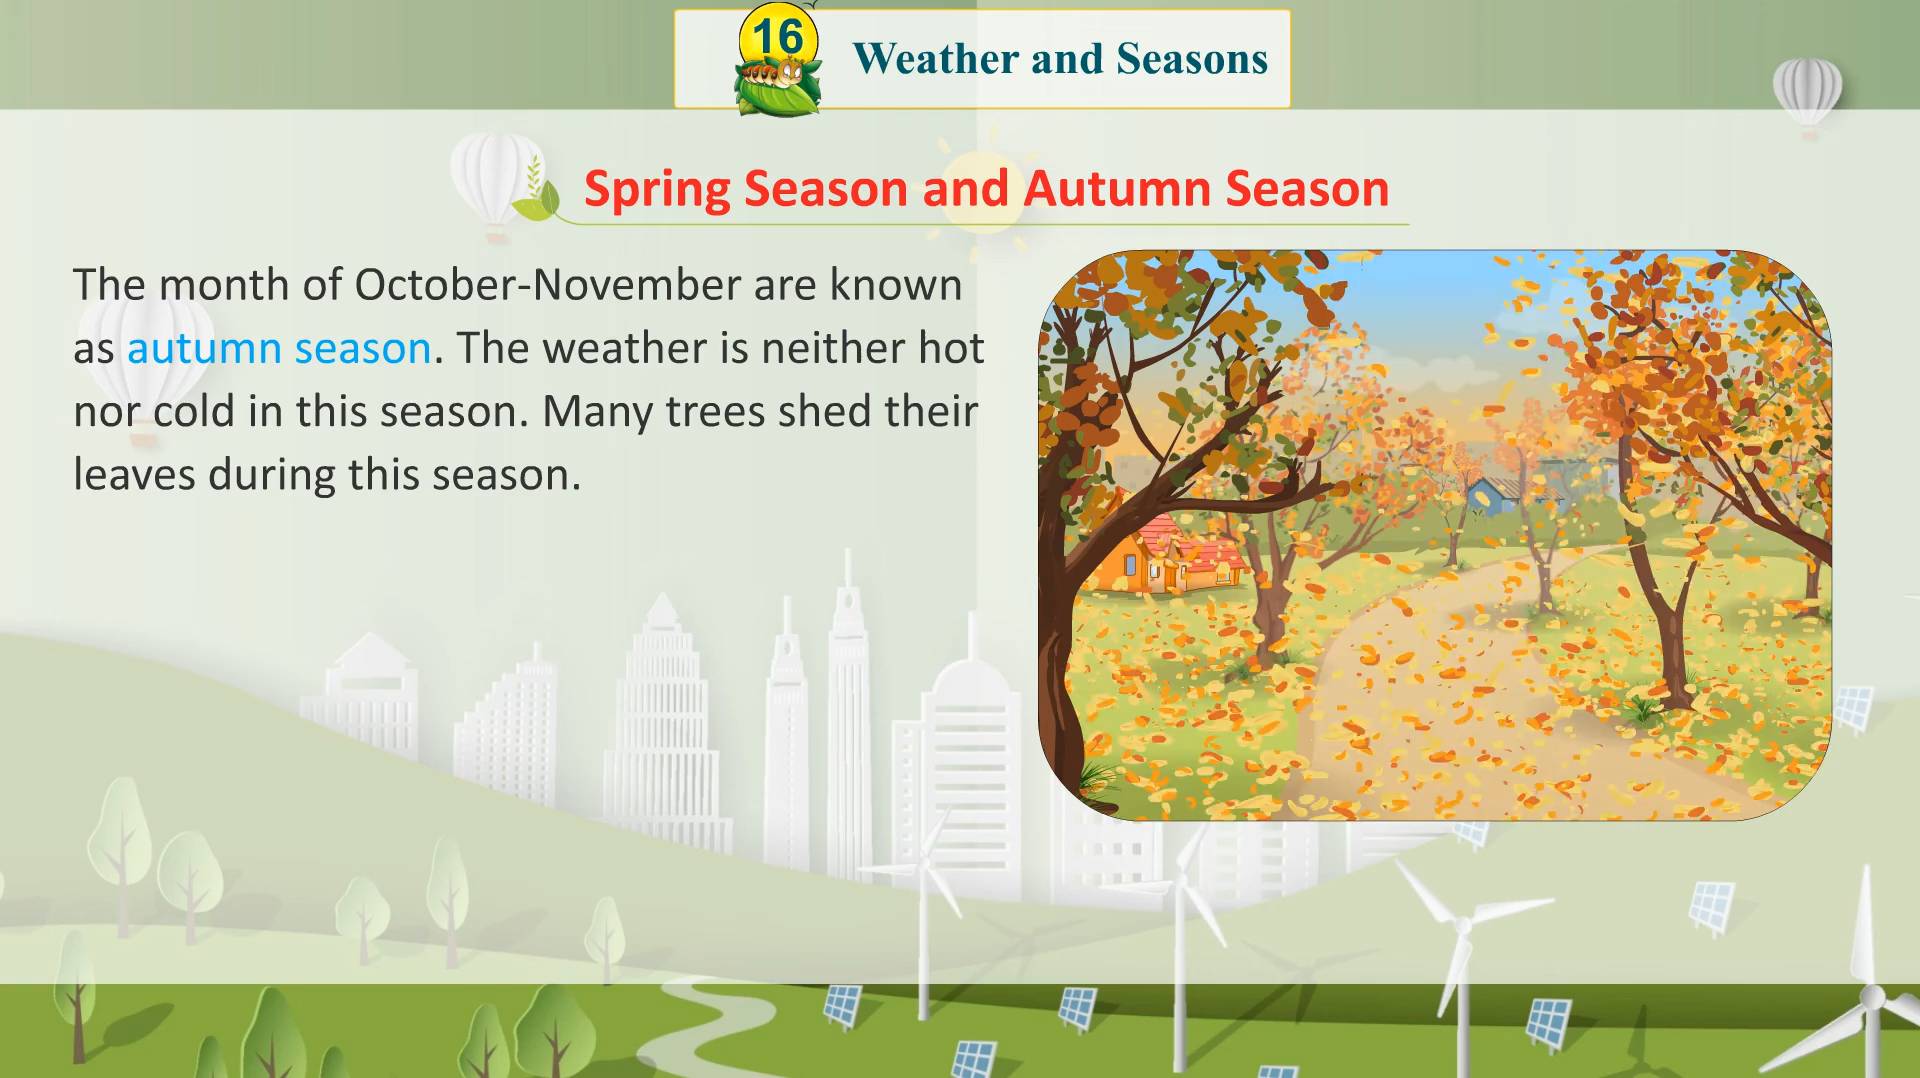 16
Weather and Seasons
Spring Season and Autumn Season
The month of October-November are known
as autumn season. The weather is neither hot
nor cold in this season. Many trees shed their
leaves during this season.